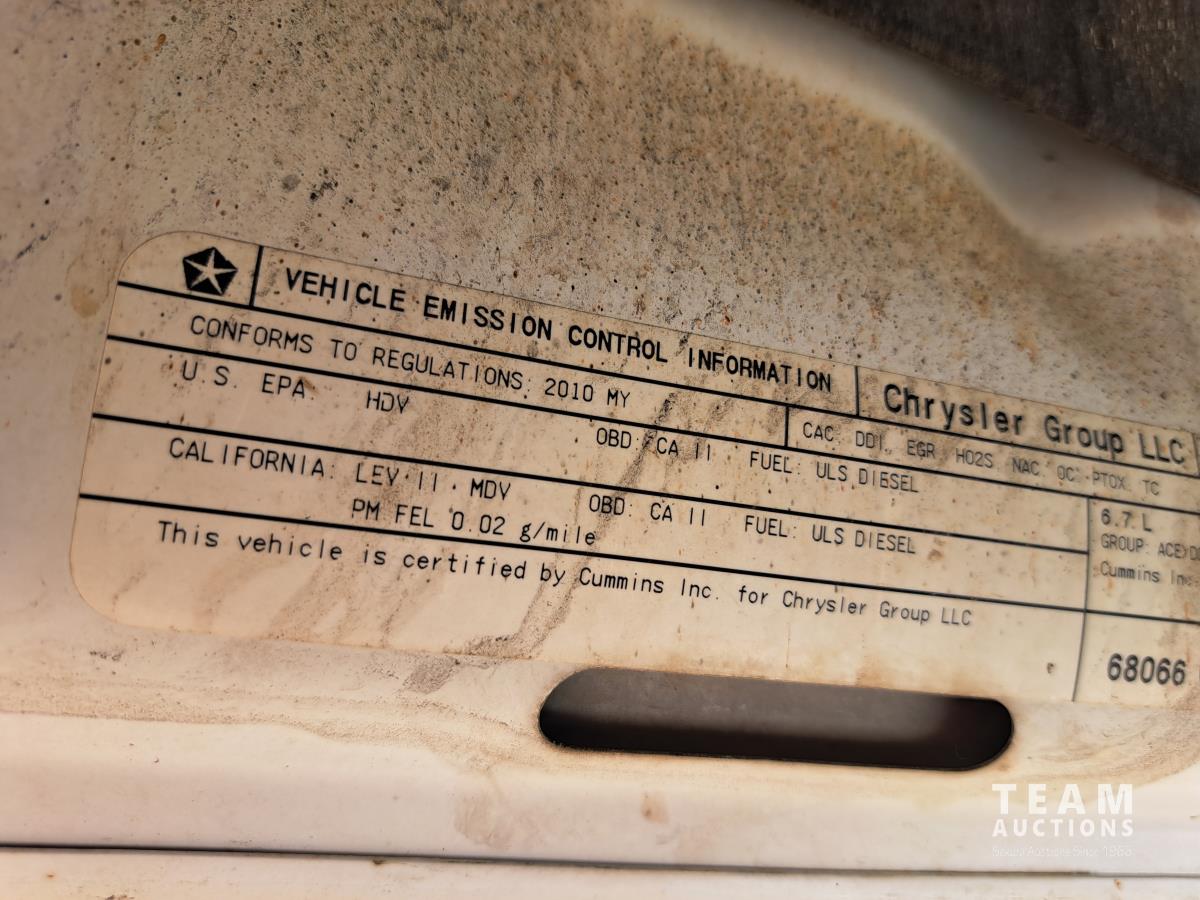 VEHICLE EMISSION CONTROL INFORMATION
Chrysler Group LLC
CONFORMS TO REGULATIONS: 2010 MY
CAC, DDI, EGR, HO2S, NAC, OC, PTOX, TC
U.S. EPA: HDV OBD: CA II FUEL: ULS DIESEL
6.7 L
CALIFORNIA: LEV II MDV OBD: CA II FUEL: ULS DIESEL
GROUP:
PM FEL 0.02 g/mile
Cummins
This vehicle is certified by Cummins Inc. for Chrysler Group LLC
68066
TEAM
AUCTIONS